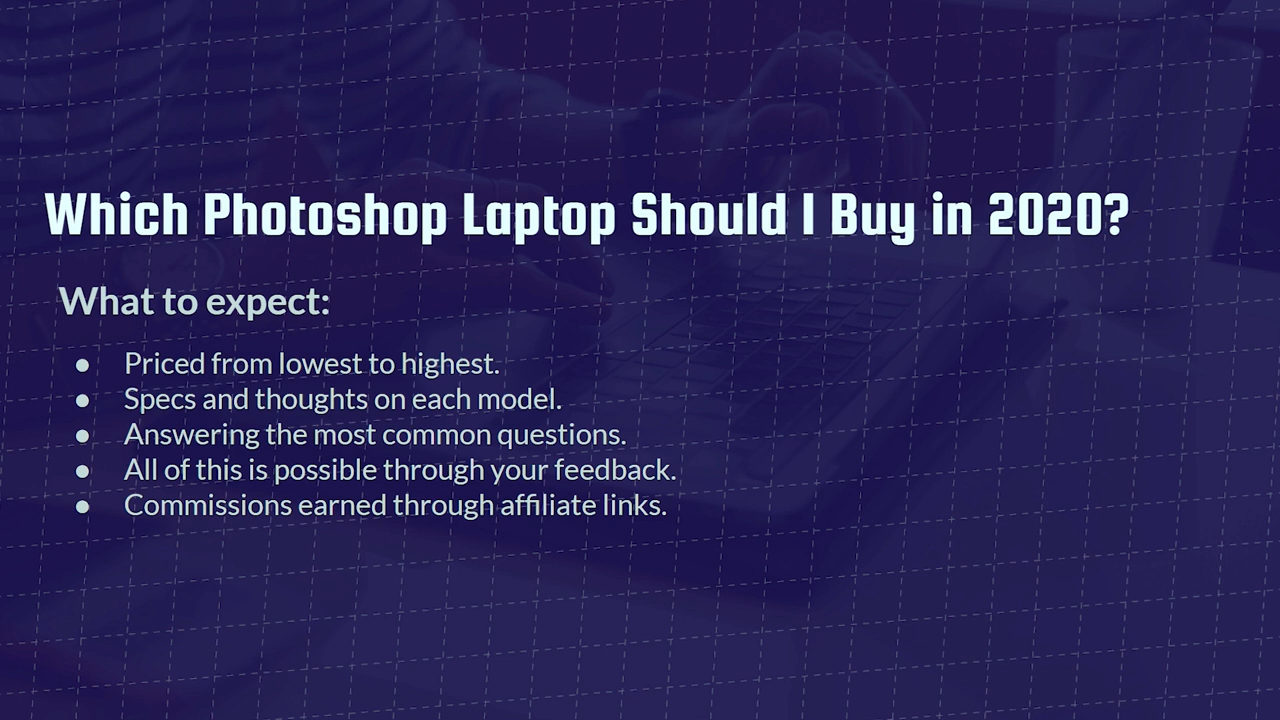 Which Photoshop Laptop Should I Buy in 2020?
What to expect:
● Priced from lowest to highest.
● Specs and thoughts on each model.
● Answering the most common questions.
● All of this is possible through your feedback.
● Commissions earned through affiliate links.